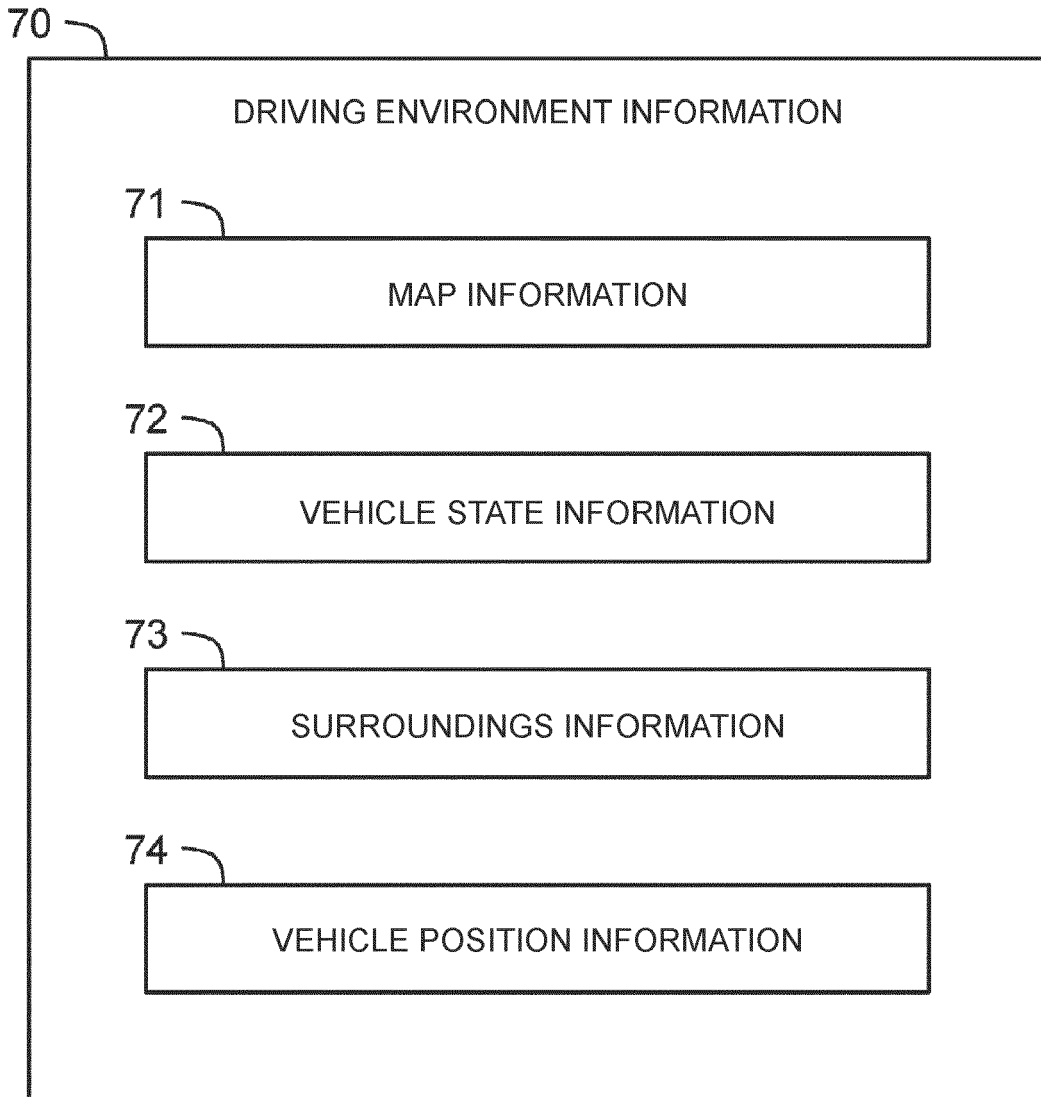 70
DRIVING ENVIRONMENT INFORMATION
71
MAP INFORMATION
72
VEHICLE STATE INFORMATION
73
SURROUNDINGS INFORMATION
74
VEHICLE POSITION INFORMATION